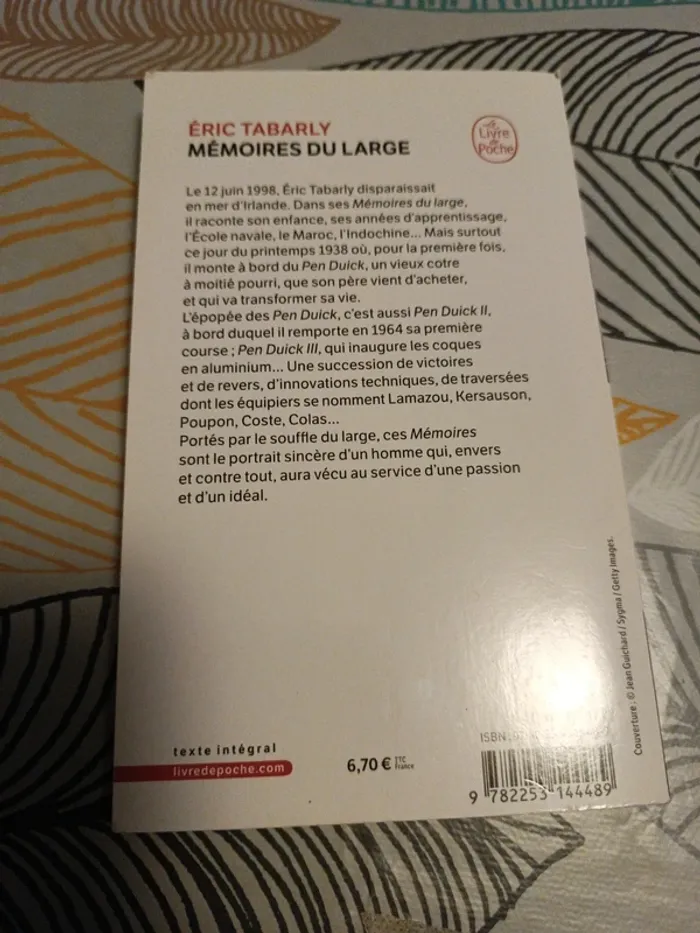 ÉRIC TABARLY
MÉMOIRES DU LARGE
Le
Livre
de
Poche
Le 12 juin 1998, Éric Tabarly disparaissait
en mer d'Irlande. Dans ses Mémoires du large,
il raconte son enfance, ses années d'apprentissage,
l'École navale, le Maroc, l'Indochine... Mais surtout
ce jour du printemps 1938 où, pour la première fois,
il monte à bord du Pen Duick, un vieux cotre
à moitié pourri, que son père vient d'acheter,
et qui va transformer sa vie.
L'épopée des Pen Duick, c'est aussi Pen Duick II,
à bord duquel il remporte en 1964 sa première
course ; Pen Duick III, qui inaugure les coques
en aluminium... Une succession de victoires
et de revers, d'innovations techniques, de traversées
dont les équipiers se nomment Lamazou, Kersauson,
Poupon, Coste, Colas...
Portés par le souffle du large, ces Mémoires
sont le portrait sincère d'un homme qui, envers
et contre tout, aura vécu au service d'une passion
et d'un idéal.
Couverture : © Jean Guichard / Sygma / Getty Images.
texte intégral
livredepoche.com
6,70 € TTC
France
ISBN
9 782253 144489